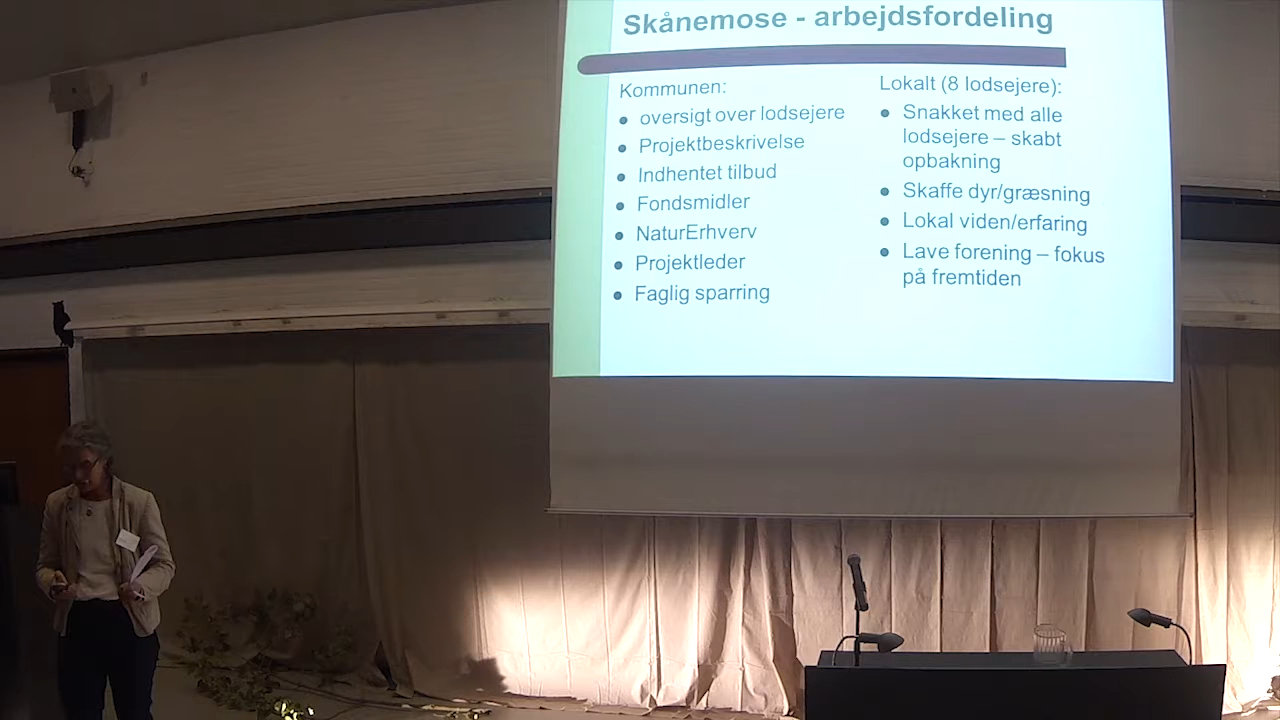 Skånemose - arbejdsfordeling
Kommunen:
oversigt over lodsejere
Projektbeskrivelse
Indhentet tilbud
Fondsmidler
NaturErhverv
Projektleder
Faglig sparring
Lokalt (8 lodsejere):
Snakket med alle
lodsejere – skabt
opbakning
Skaffe dyr/græsning
Lokal viden/erfaring
Lave forening – fokus
på fremtiden